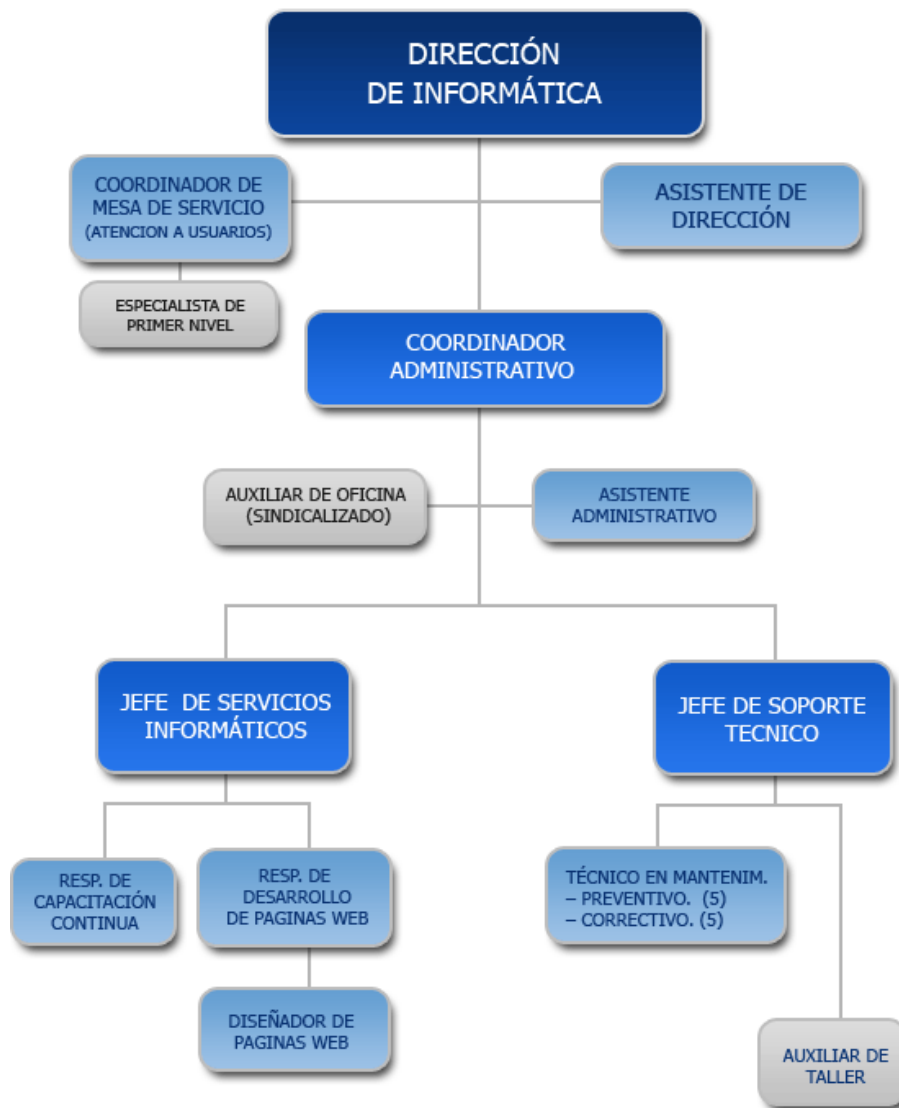 DIRECCIÓN
DE INFORMÁTICA
COORDINADOR DE
MESA DE SERVICIO
(ATENCION A USUARIOS)
ASISTENTE DE
DIRECCIÓN
ESPECIALISTA DE
PRIMER NIVEL
COORDINADOR
ADMINISTRATIVO
AUXILIAR DE OFICINA
(SINDICALIZADO)
ASISTENTE
ADMINISTRATIVO
JEFE DE SERVICIOS
INFORMÁTICOS
JEFE DE SOPORTE
TECNICO
RESP. DE
CAPACITACIÓN
CONTINUA
RESP. DE
DESARROLLO
DE PAGINAS WEB
TÉCNICO EN MANTENIM.
– PREVENTIVO. (5)
– CORRECTIVO. (5)
DISEÑADOR DE
PAGINAS WEB
AUXILIAR DE
TALLER